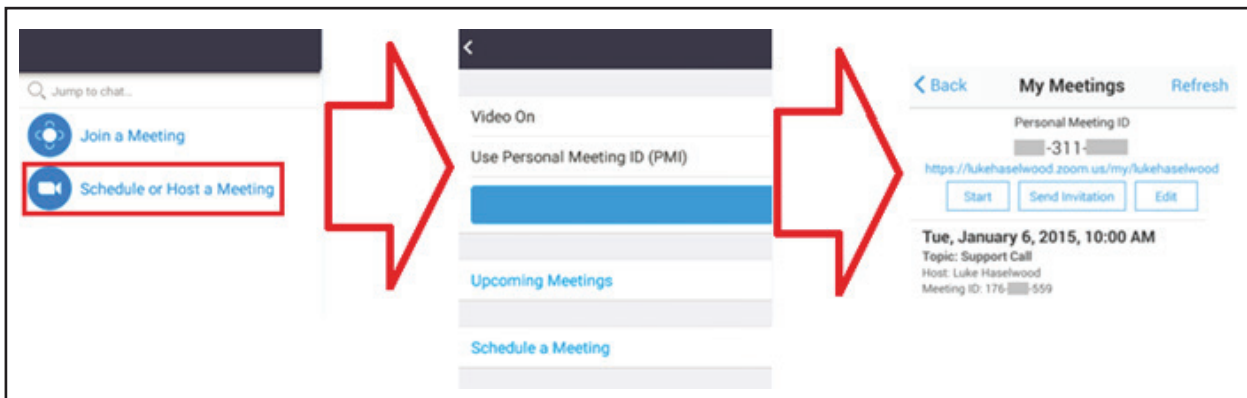 Jump to chat...
Join a Meeting
Schedule or Host a Meeting
<
Video On
Use Personal Meeting ID (PMI)
Upcoming Meetings
Schedule a Meeting
< Back My Meetings Refresh
Personal Meeting ID
-311-
https://lukehaselwood.zoom.us/my/lukehaselwood
Start Send Invitation Edit
Tue, January 6, 2015, 10:00 AM
Topic: Support Call
Host: Luke Haselwood
Meeting ID: 176- -559